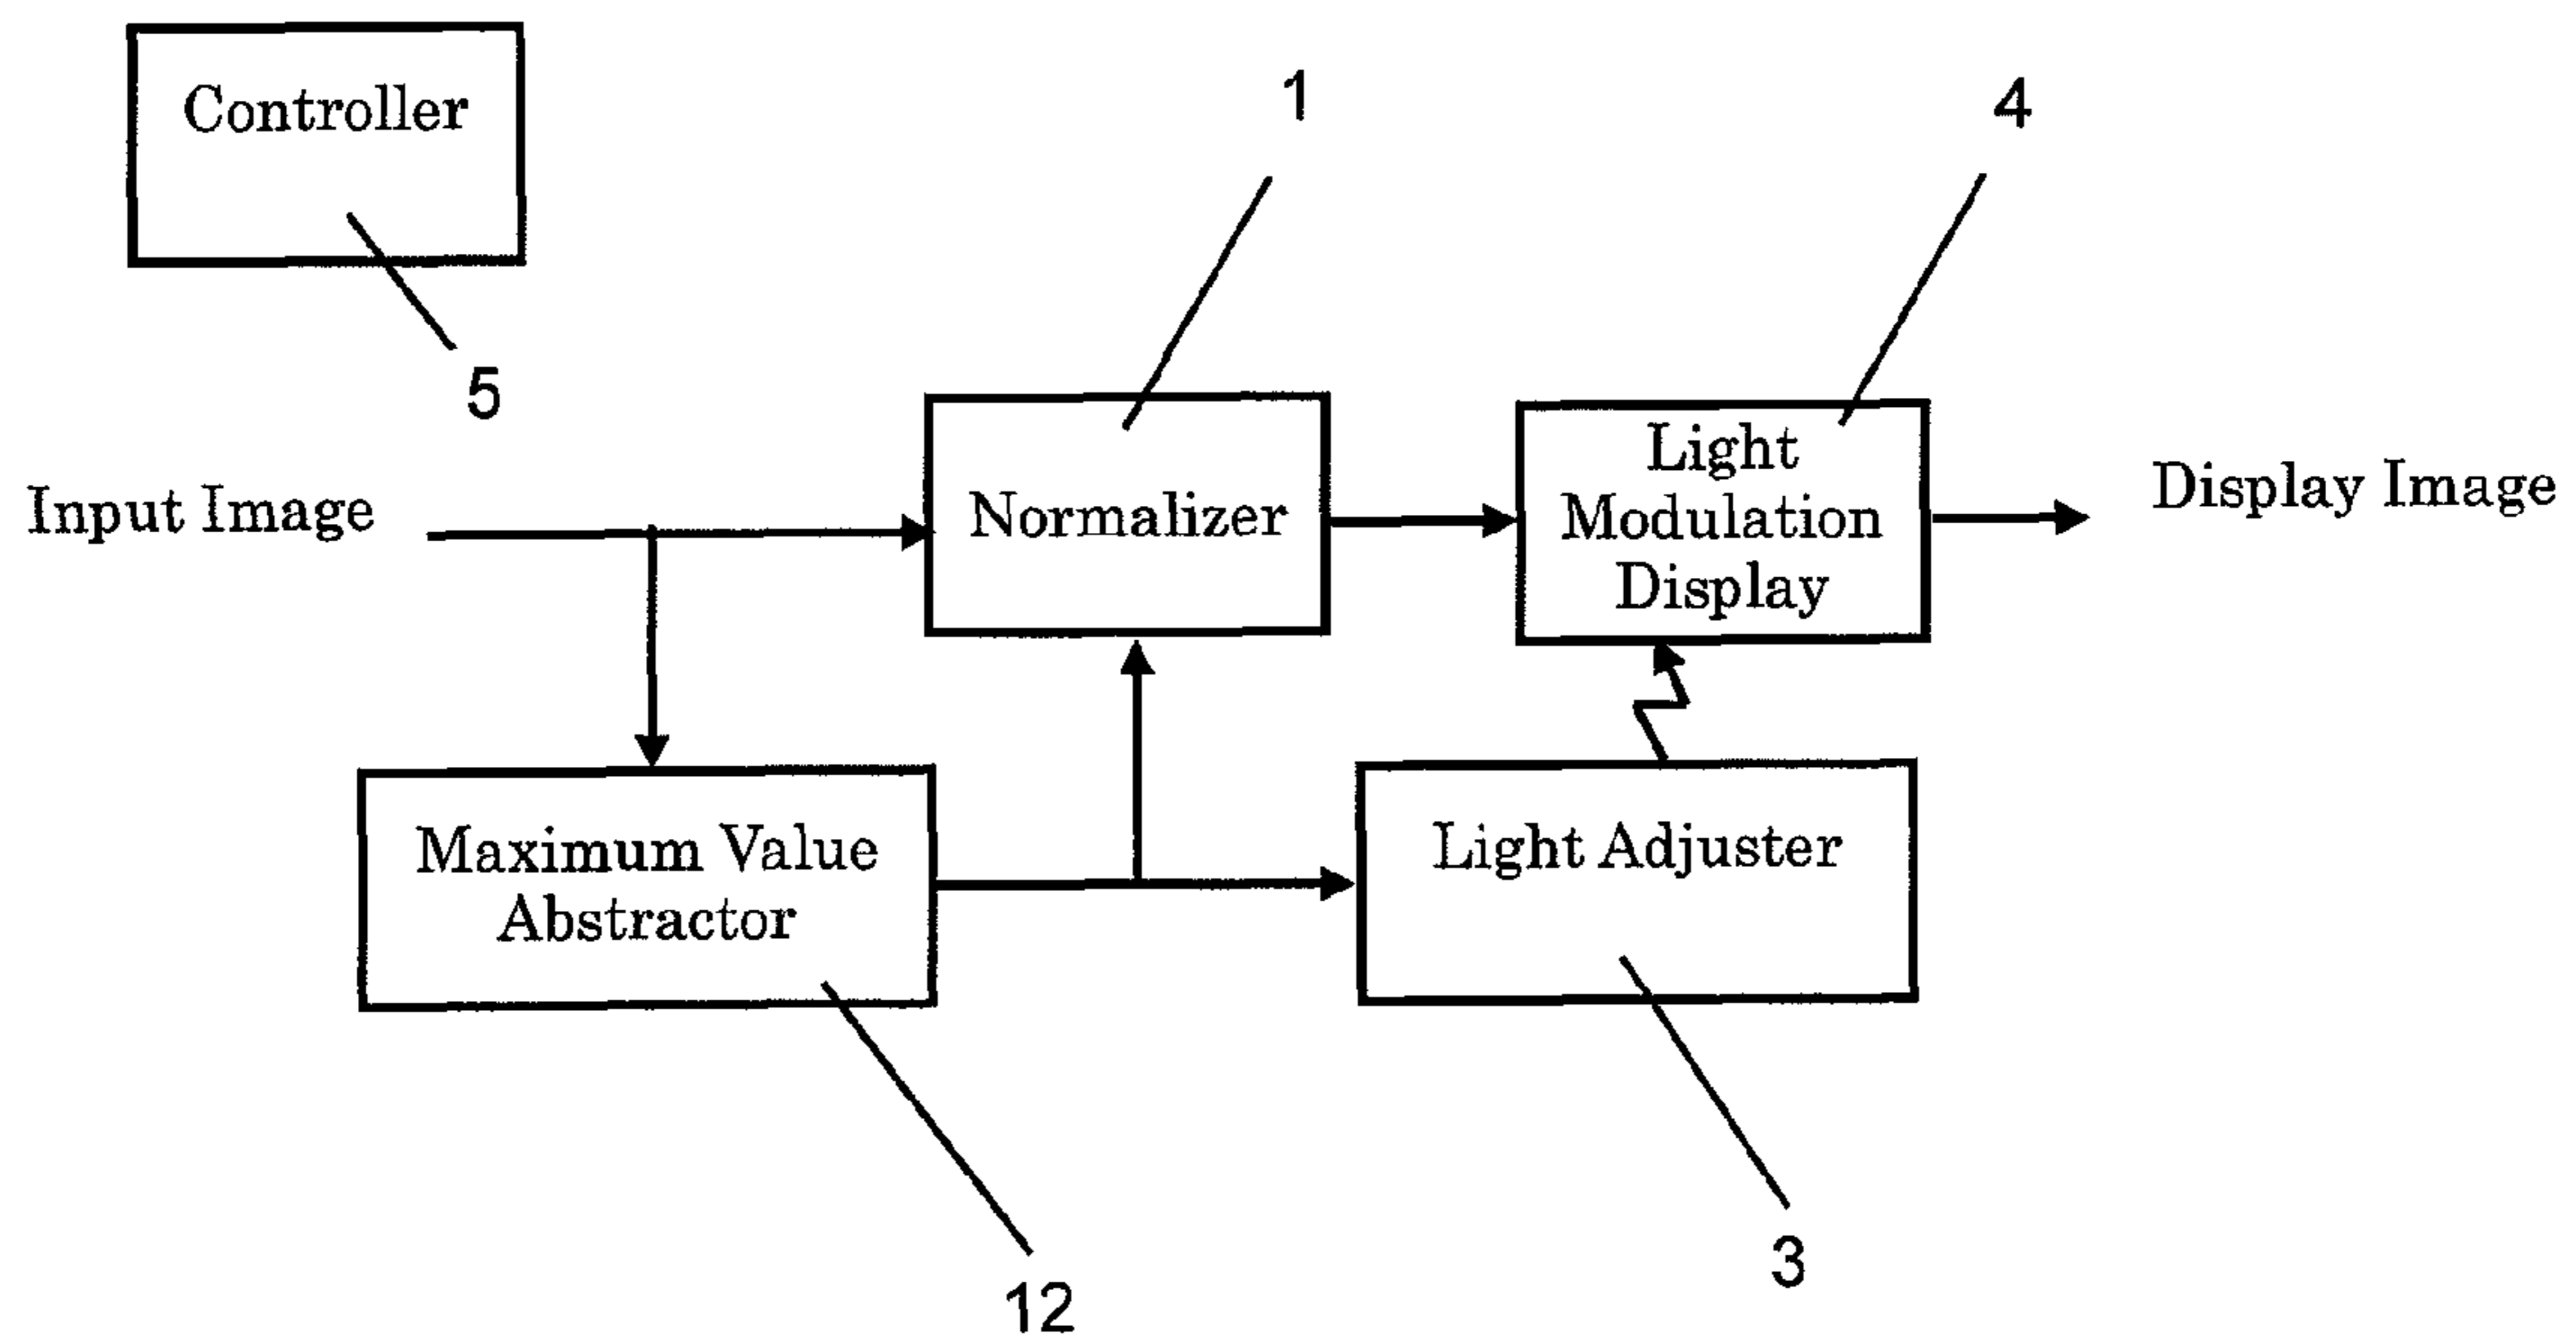 Controller
1
4
5
Input Image
Normalizer
Light
Modulation
Display
Display Image
Maximum Value
Abstractor
Light Adjuster
12
3